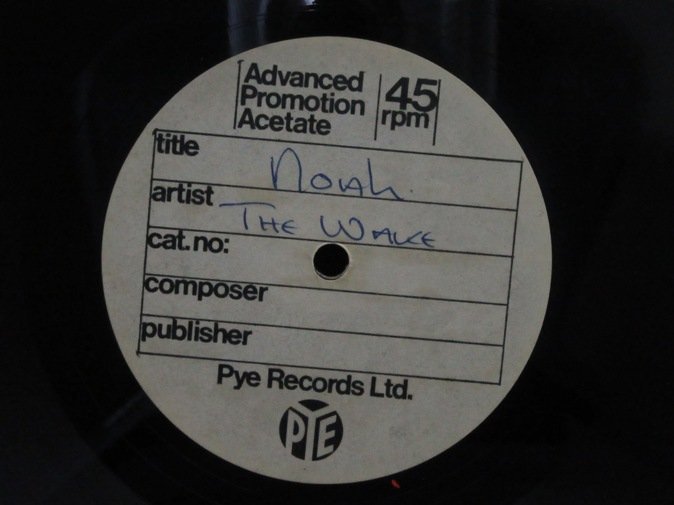 Advanced
Promotion
Acetate
45
rpm
title Noah.
artist THE WAKE
cat.no:
composer
publisher
Pye Records Ltd.
PYE